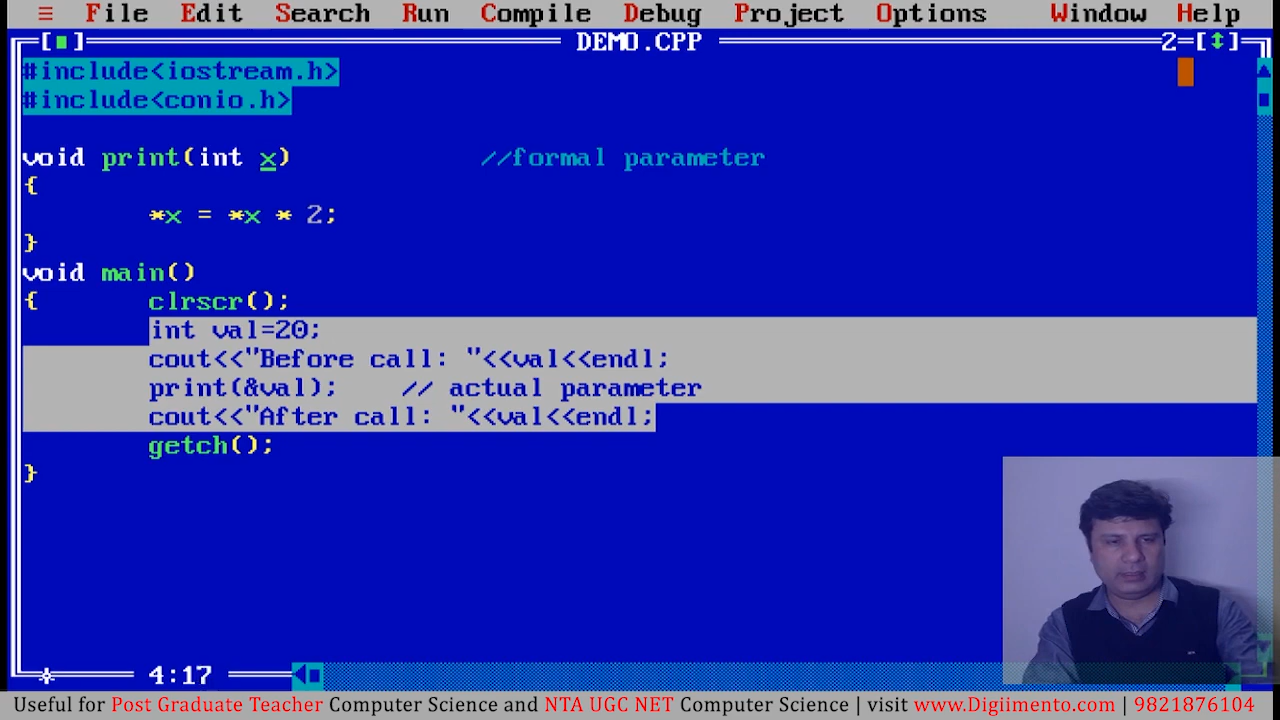 ≡ File Edit Search Run Compile Debug Project Options Window Help
[■] DEMO.CPP 2=[↕]
#include<iostream.h>
#include<conio.h>
void print(int x) //formal parameter
{
*x = *x * 2;
}
void main()
{ clrscr();
int val=20;
cout<<"Before call: "<<val<<endl;
print(&val); // actual parameter
cout<<"After call: "<<val<<endl;
getch();
}
4:17
Useful for Post Graduate Teacher Computer Science and NTA UGC NET Computer Science | visit www.Digiimento.com | 9821876104